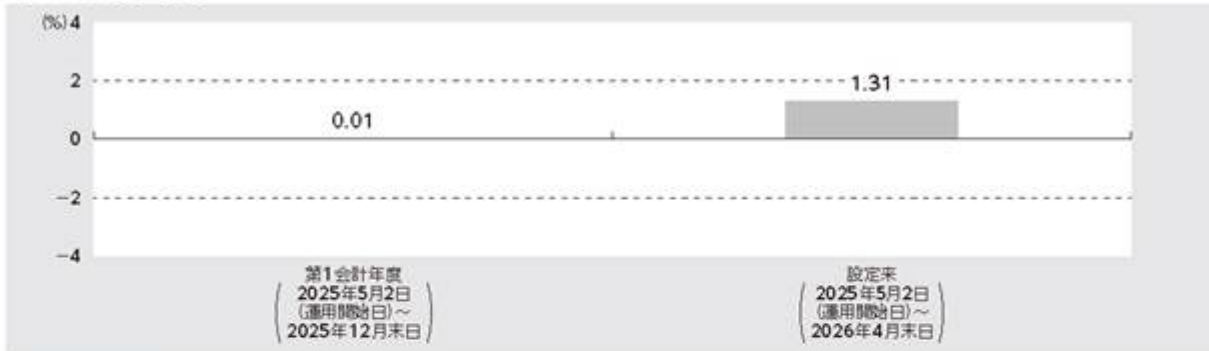 (%) 4
2
1.31
0.01
0
−2
−4
第1会計年度
2025年5月2日
(運用開始日)〜
2025年12月末日
設定来
2025年5月2日
(運用開始日)〜
2026年4月末日